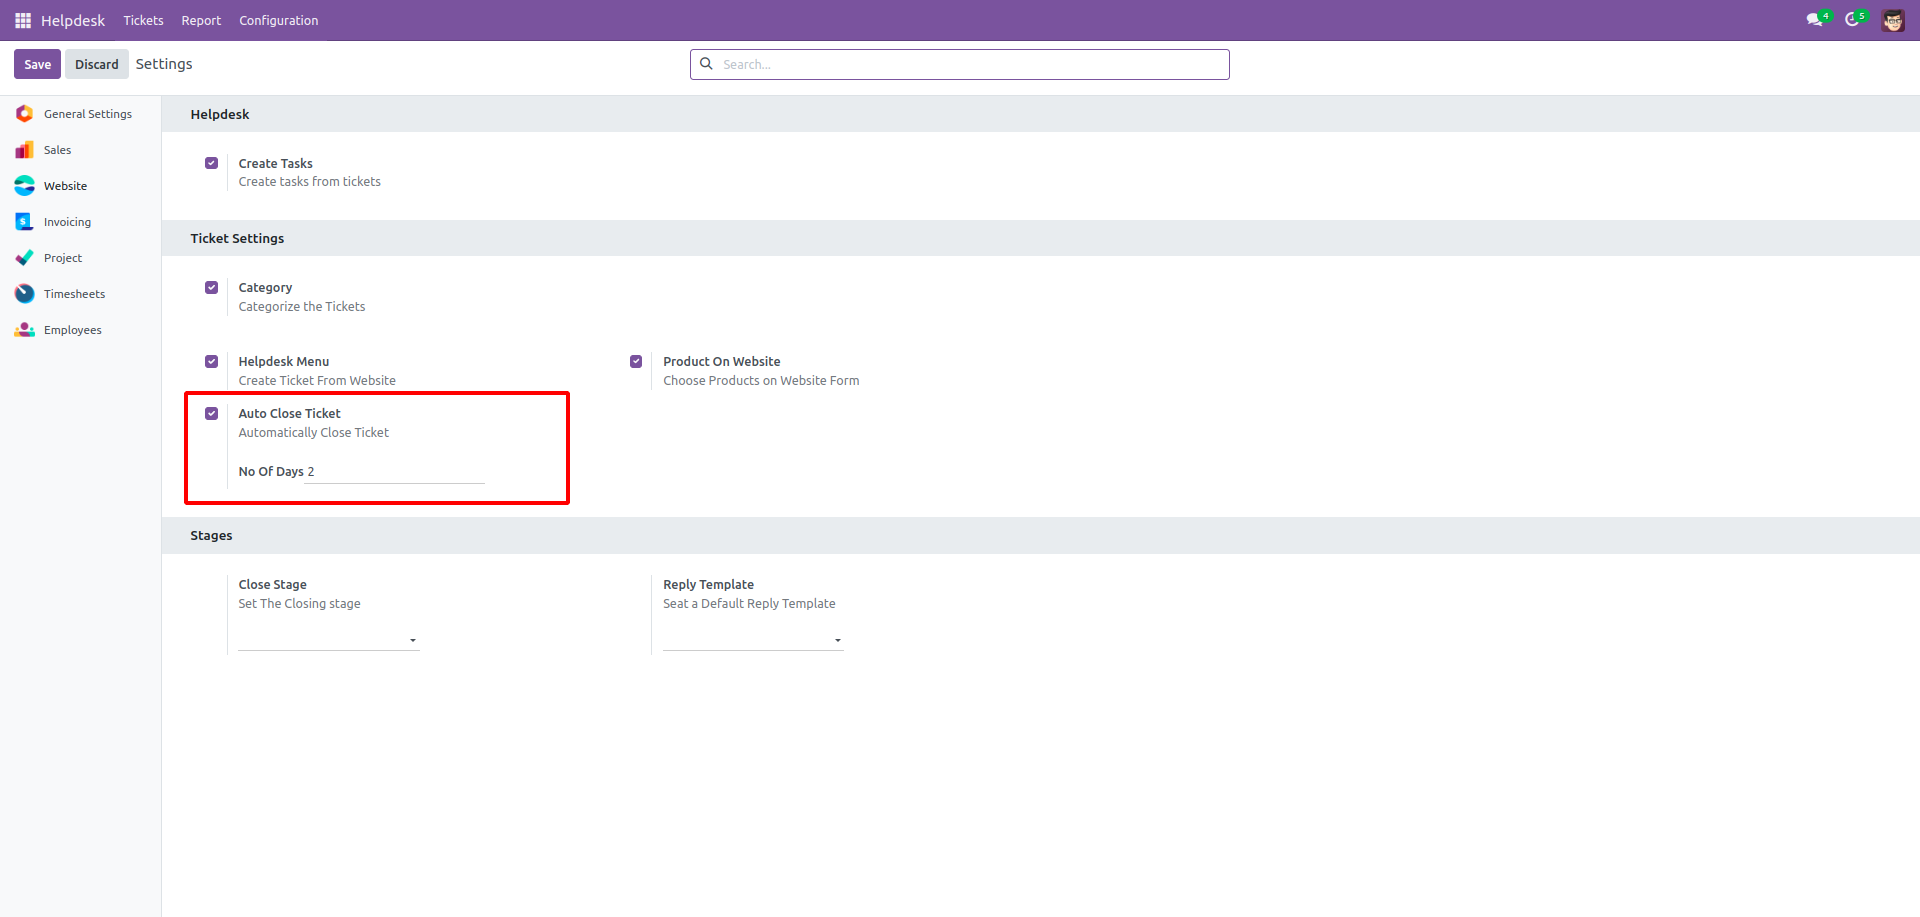 Helpdesk Tickets Report Configuration 4 5
Save Discard Settings Search...
General Settings
Sales
Website
Invoicing
Project
Timesheets
Employees
Helpdesk
Create Tasks
Create tasks from tickets
Ticket Settings
Category
Categorize the Tickets
Helpdesk Menu
Create Ticket From Website
Product On Website
Choose Products on Website Form
Auto Close Ticket
Automatically Close Ticket
No Of Days 2
Stages
Close Stage
Set The Closing stage
Reply Template
Seat a Default Reply Template